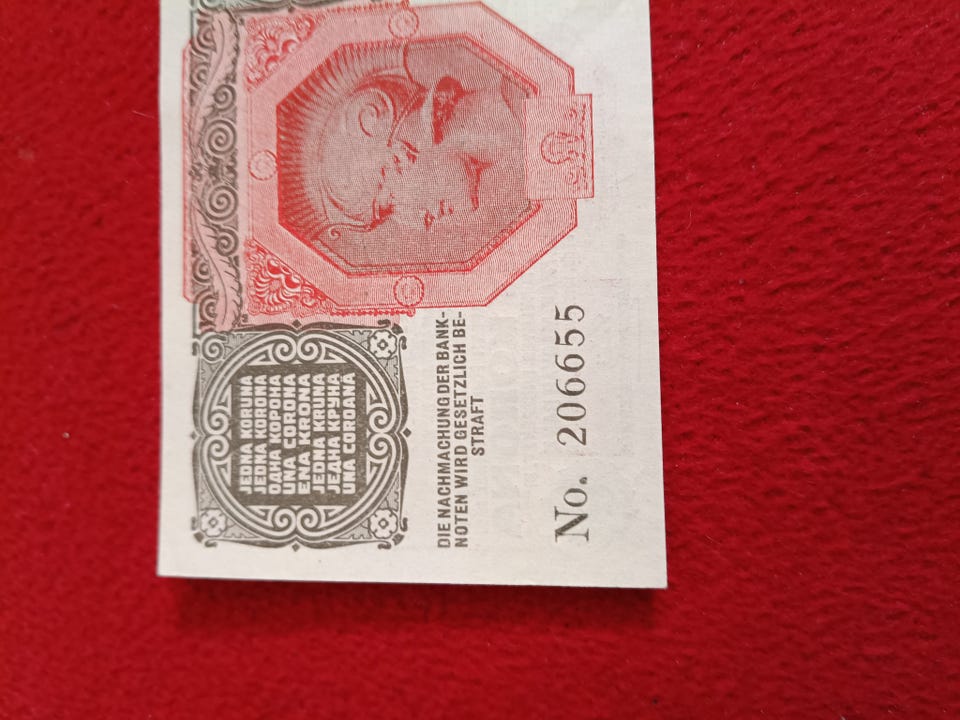 JEDNA KORUNA
JEDNA KORONA
ОДНА КОРОНА
UNA CORONA
ENA KRONA
JEDNA KRUNA
ЈЕДНА КРУНА
UNA COROANĂ
DIE NACHMACHUNG DER BANK-
NOTEN WIRD GESETZLICH BE-
STRAFT
No. 206655